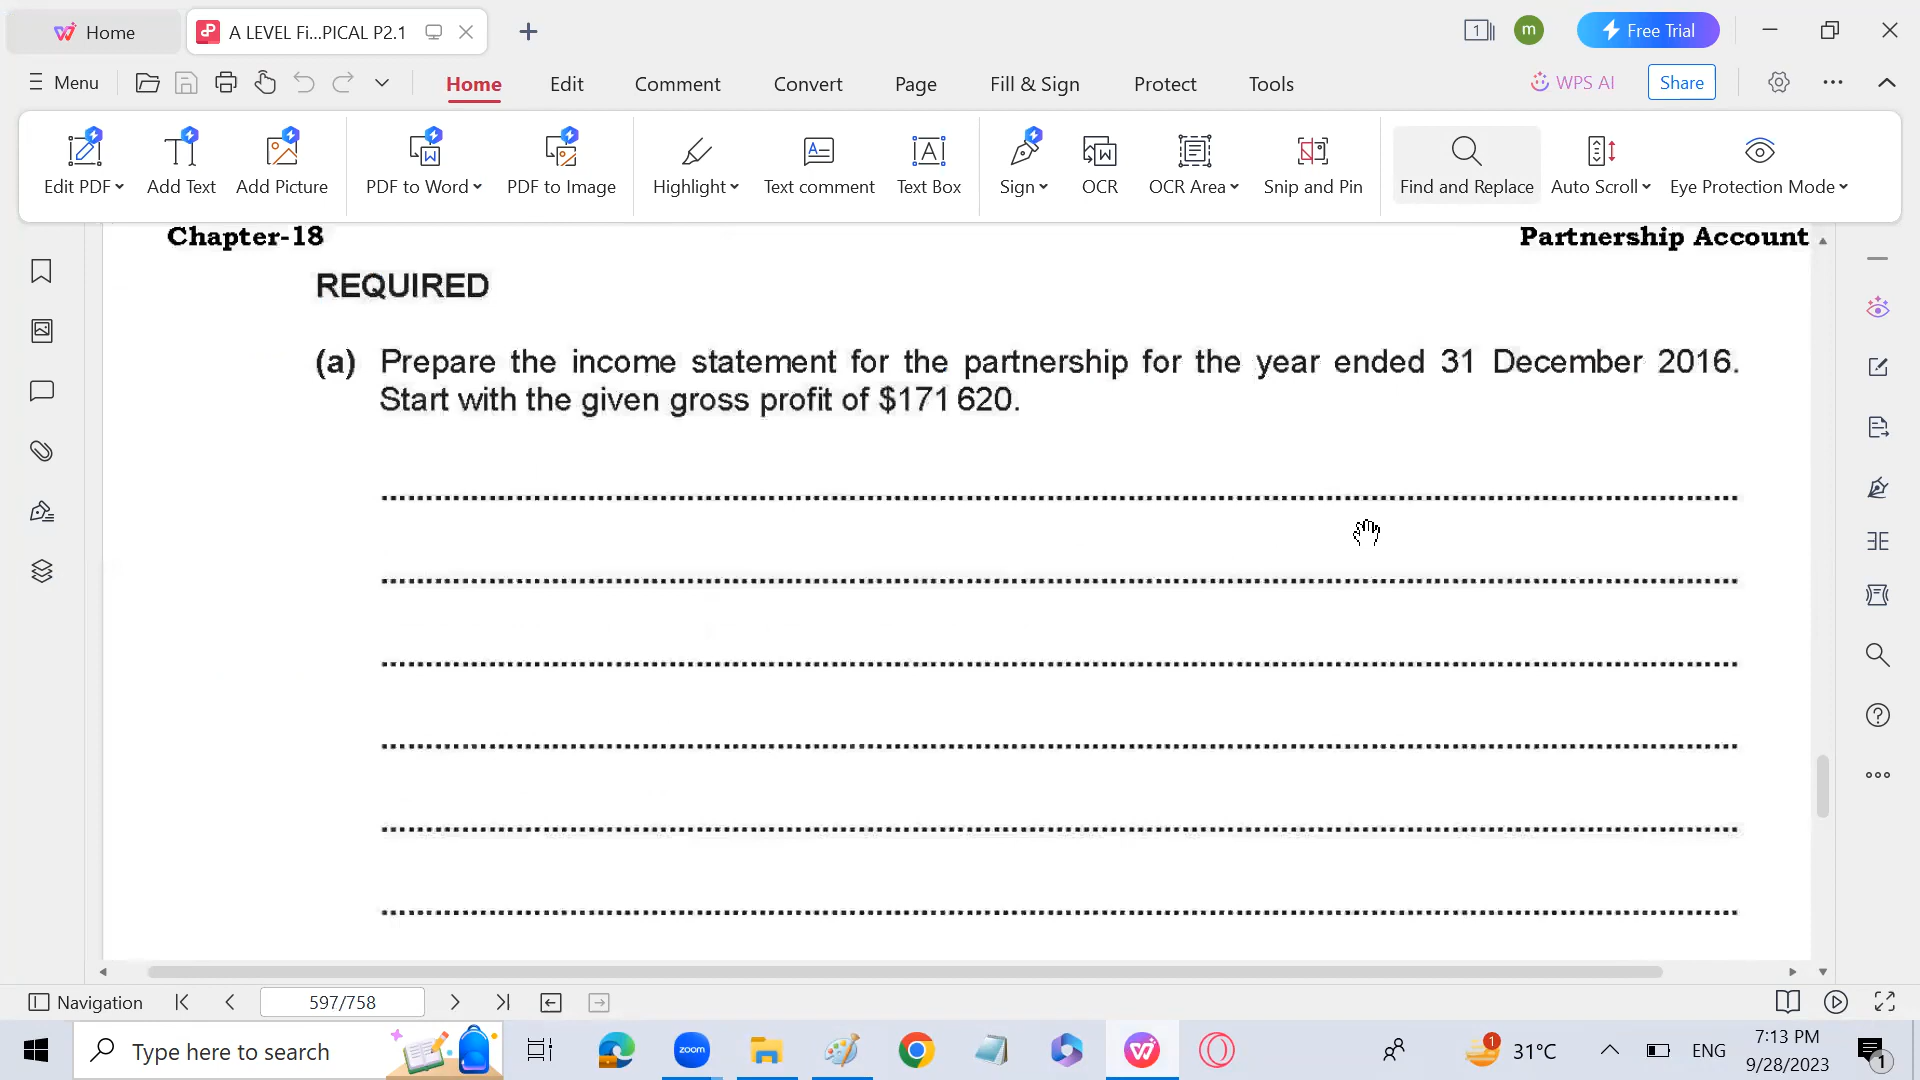 Home
A LEVEL Fi...PICAL P2.1
1
m
Free Trial
Menu
Home
Edit
Comment
Convert
Page
Fill & Sign
Protect
Tools
WPS AI
Share
Edit PDF
Add Text
Add Picture
PDF to Word
PDF to Image
Highlight
Text comment
Text Box
Sign
OCR
OCR Area
Snip and Pin
Find and Replace
Auto Scroll
Eye Protection Mode
Chapter-18
Partnership Account
REQUIRED
(a) Prepare the income statement for the partnership for the year ended 31 December 2016.
Start with the given gross profit of $171 620.
Navigation
597/758
Type here to search
zoom
1
31°C
ENG
7:13 PM
9/28/2023
1